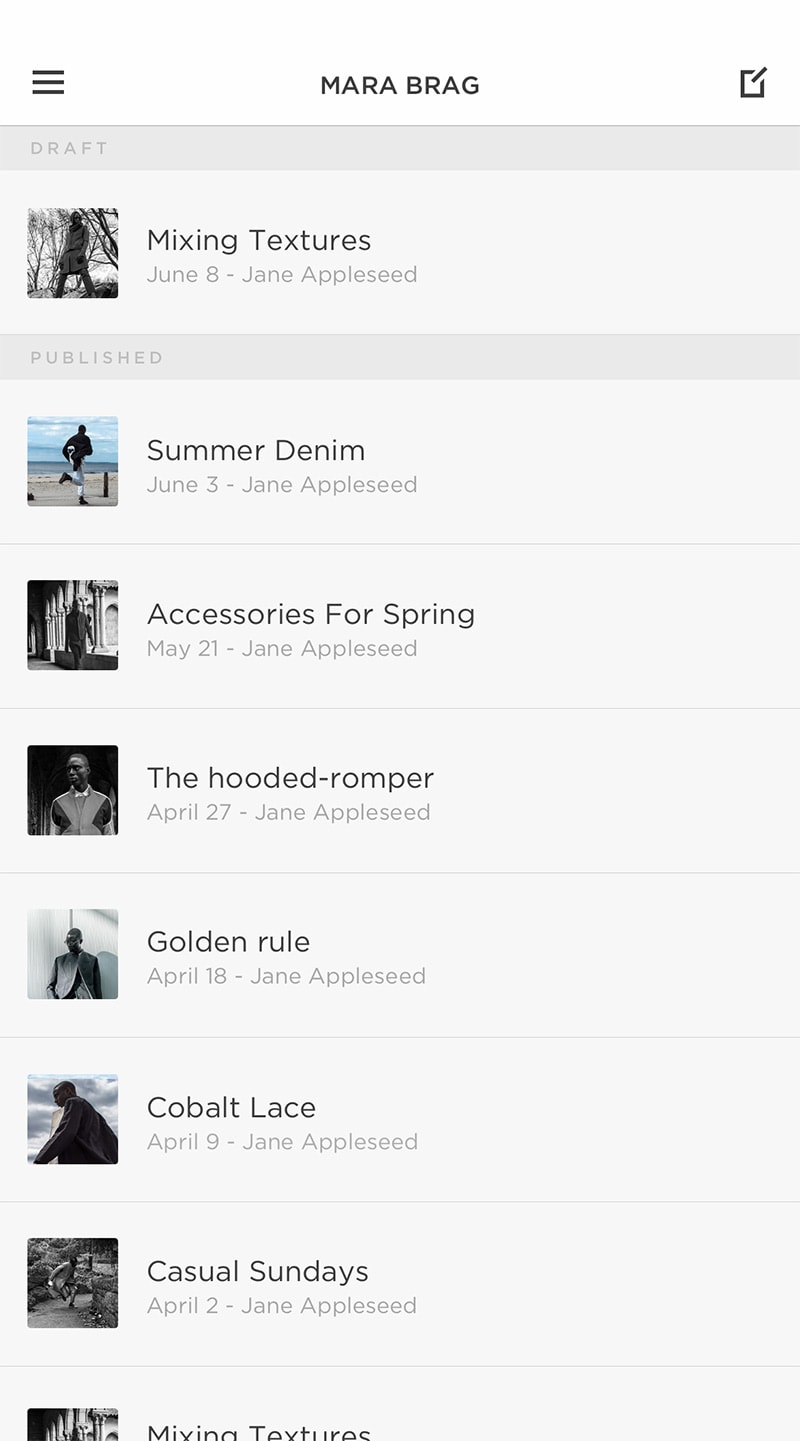 MARA BRAG
DRAFT
Mixing Textures
June 8 - Jane Appleseed
PUBLISHED
Summer Denim
June 3 - Jane Appleseed
Accessories For Spring
May 21 - Jane Appleseed
The hooded-romper
April 27 - Jane Appleseed
Golden rule
April 18 - Jane Appleseed
Cobalt Lace
April 9 - Jane Appleseed
Casual Sundays
April 2 - Jane Appleseed
Mixing Textures